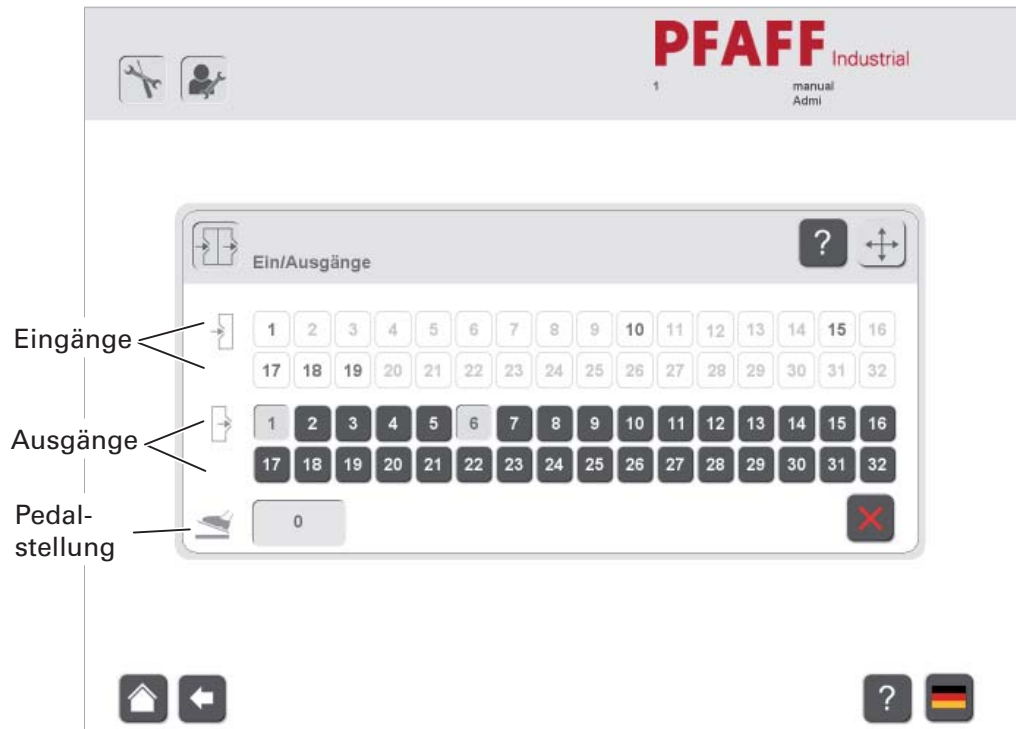 PFAFF Industrial
1 manual
Admi
?
Ein/Ausgänge
Eingänge
1 2 3 4 5 6 7 8 9 10 11 12 13 14 15 16
17 18 19 20 21 22 23 24 25 26 27 28 29 30 31 32
Ausgänge
1 2 3 4 5 6 7 8 9 10 11 12 13 14 15 16
17 18 19 20 21 22 23 24 25 26 27 28 29 30 31 32
Pedal-
stellung
0
?